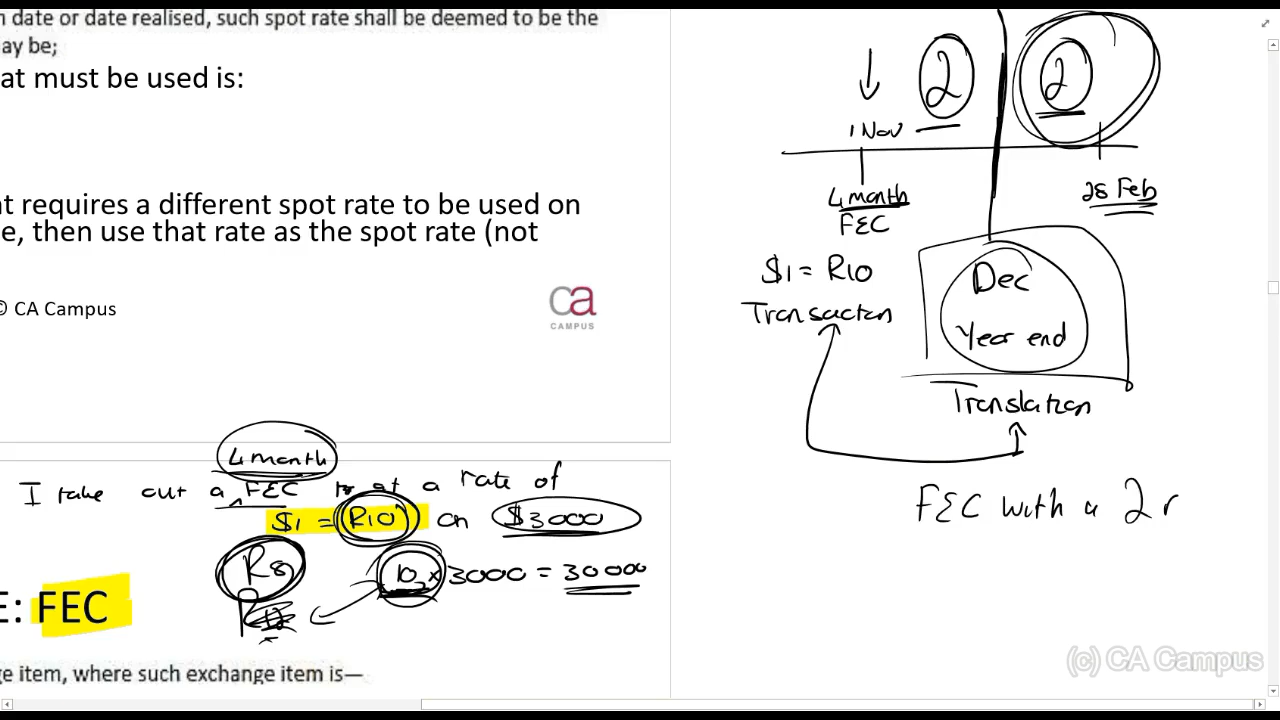 n date or date realised, such spot rate shall be deemed to be the
ay be;
at must be used is:
at requires a different spot rate to be used on
e, then use that rate as the spot rate (not
© CA Campus
ca
CAMPUS
4 month
I take out a FEC at a rate of
$1 = R10 on $3000
R8
10 x 3000 = 30 000
E: FEC
ge item, where such exchange item is—
2
2
1 Nov
4 month
FEC
28 Feb
$1 = R10
Transaction
Dec
Year end
Translation
FEC with a 2
(c) CA Campus